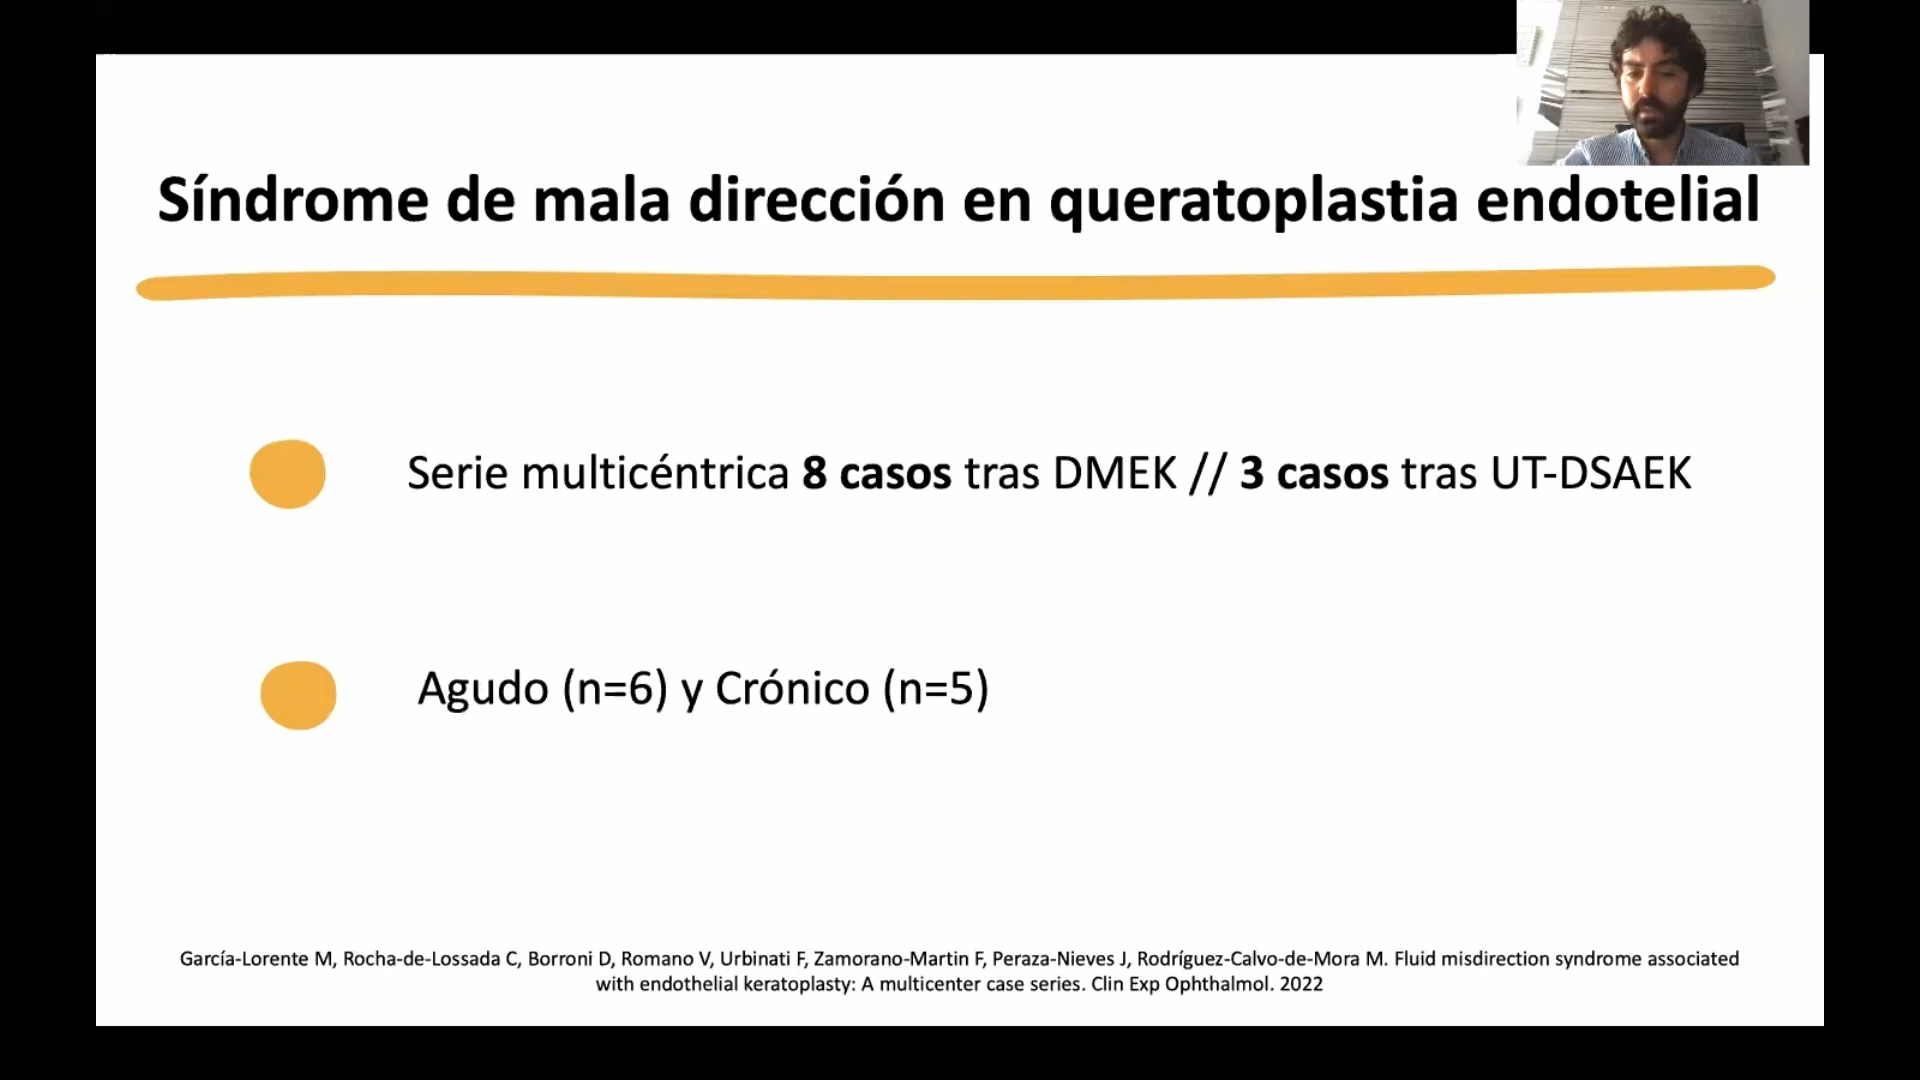 Síndrome de mala dirección en queratoplastia endotelial
Serie multicéntrica 8 casos tras DMEK // 3 casos tras UT-DSAEK
Agudo (n=6) y Crónico (n=5)
García-Lorente M, Rocha-de-Lossada C, Borroni D, Romano V, Urbinati F, Zamorano-Martin F, Peraza-Nieves J, Rodríguez-Calvo-de-Mora M. Fluid misdirection syndrome associated
with endothelial keratoplasty: A multicenter case series. Clin Exp Ophthalmol. 2022